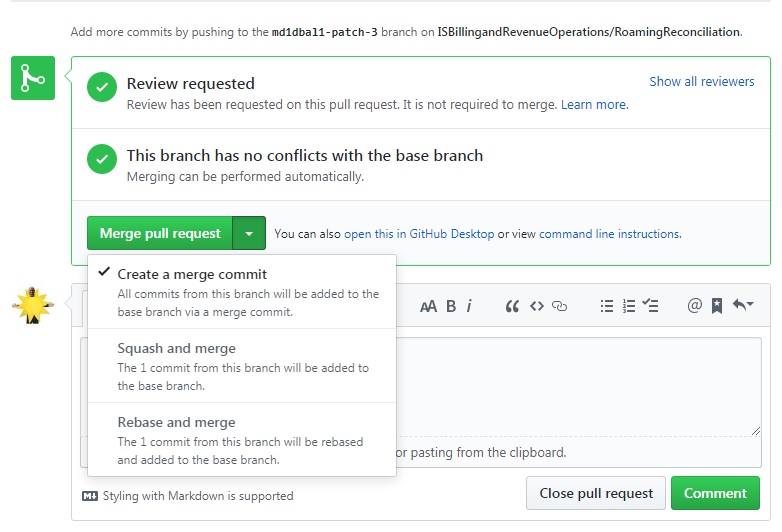 Add more commits by pushing to the md1dball-patch-3 branch on ISBillingandRevenueOperations/RoamingReconciliation.
Review requested
Show all reviewers
Review has been requested on this pull request. It is not required to merge. Learn more.
This branch has no conflicts with the base branch
Merging can be performed automatically.
Merge pull request
You can also open this in GitHub Desktop or view command line instructions.
Create a merge commit
All commits from this branch will be added to the
base branch via a merge commit.
AA B i
@
Squash and merge
The 1 commit from this branch will be added to
the base branch.
Rebase and merge
The 1 commit from this branch will be rebased
and added to the base branch.
or pasting from the clipboard.
M Styling with Markdown is supported
Close pull request
Comment